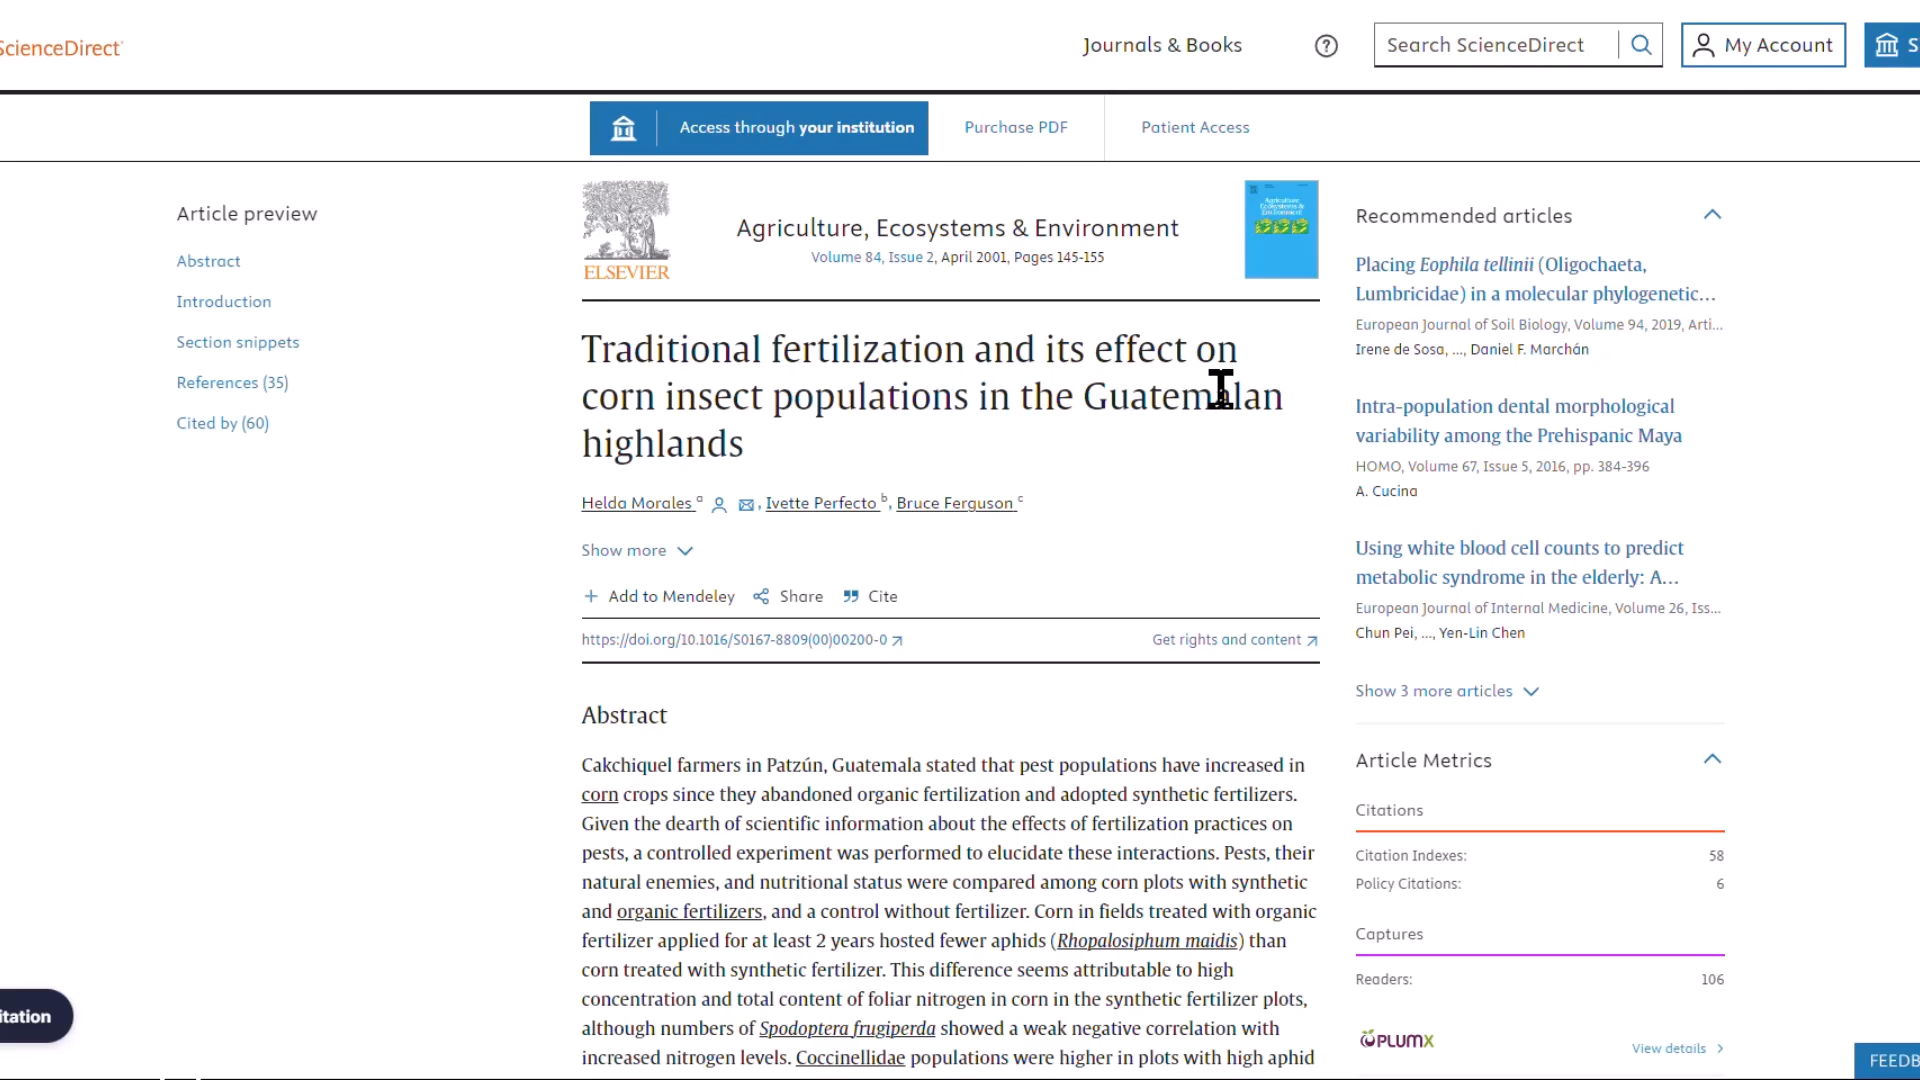 ScienceDirect
Journals & Books
Search ScienceDirect
My Account
S
Access through your institution
Purchase PDF
Patient Access
Article preview
Abstract
Introduction
Section snippets
References (35)
Cited by (60)
ELSEVIER
Agriculture, Ecosystems & Environment
Volume 84, Issue 2, April 2001, Pages 145-155
Agriculture
Ecosystems &
Environment
Traditional fertilization and its effect on
corn insect populations in the Guatemalan
highlands
Helda Morales a, Ivette Perfecto b, Bruce Ferguson c
Show more
Add to Mendeley Share Cite
https://doi.org/10.1016/S0167-8809(00)00200-0
Get rights and content
Abstract
Cakchiquel farmers in Patzún, Guatemala stated that pest populations have increased in
corn crops since they abandoned organic fertilization and adopted synthetic fertilizers.
Given the dearth of scientific information about the effects of fertilization practices on
pests, a controlled experiment was performed to elucidate these interactions. Pests, their
natural enemies, and nutritional status were compared among corn plots with synthetic
and organic fertilizers, and a control without fertilizer. Corn in fields treated with organic
fertilizer applied for at least 2 years hosted fewer aphids (Rhopalosiphum maidis) than
corn treated with synthetic fertilizer. This difference seems attributable to high
concentration and total content of foliar nitrogen in corn in the synthetic fertilizer plots,
although numbers of Spodoptera frugiperda showed a weak negative correlation with
increased nitrogen levels. Coccinellidae populations were higher in plots with high aphid
Recommended articles
Placing Eophila tellinii (Oligochaeta,
Lumbricidae) in a molecular phylogenetic...
European Journal of Soil Biology, Volume 94, 2019, Arti...
Irene de Sosa, ..., Daniel F. Marchán
Intra-population dental morphological
variability among the Prehispanic Maya
HOMO, Volume 67, Issue 5, 2016, pp. 384-396
A. Cucina
Using white blood cell counts to predict
metabolic syndrome in the elderly: A...
European Journal of Internal Medicine, Volume 26, Iss...
Chun Pei, ..., Yen-Lin Chen
Show 3 more articles
Article Metrics
Citations
Citation Indexes: 58
Policy Citations: 6
Captures
Readers: 106
PLUMX
View details
itation
FEEDB